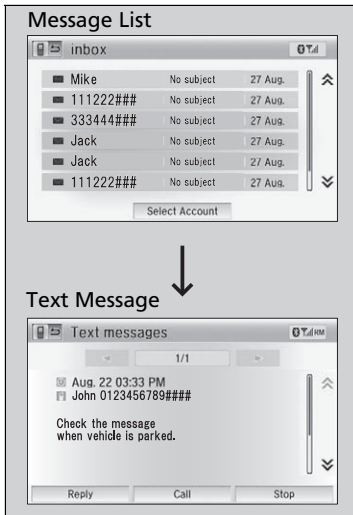 Message List
inbox
Mike No subject 27 Aug.
111222### No subject 27 Aug.
333444### No subject 27 Aug.
Jack No subject 27 Aug.
Jack No subject 27 Aug.
111222### No subject 27 Aug.
Select Account
Text Message
Text messages RM
1/1
Aug. 22 03:33 PM
John 0123456789####
Check the message
when vehicle is parked.
Reply Call Stop